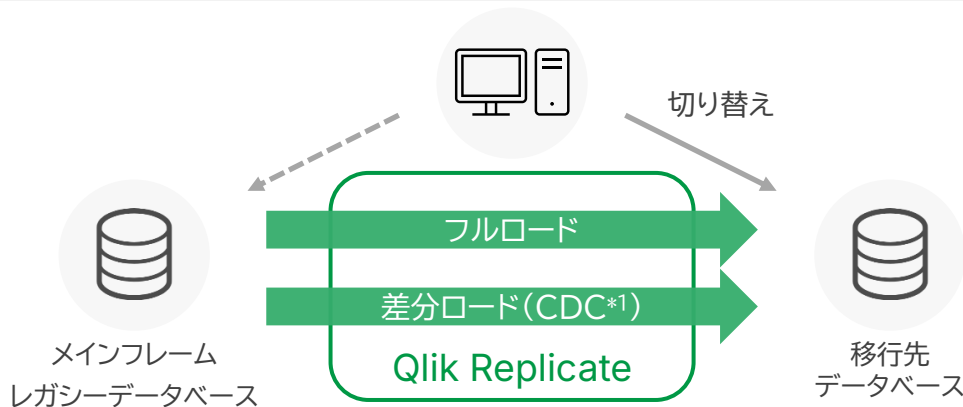 切り替え
フルロード
差分ロード(CDC*1)
Qlik Replicate
メインフレーム
レガシーデータベース
移行先
データベース